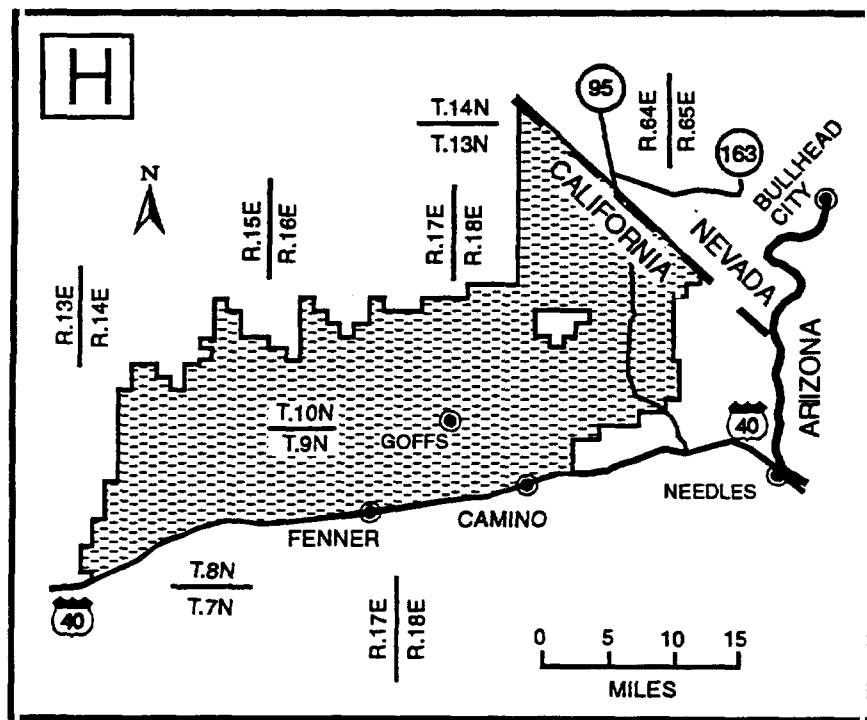 H
T.14N
T.13N
95
R.64E
R.65E
163
BULLHEAD
CITY
N
CALIFORNIA
NEVADA
R.15E
R.16E
R.17E
R.18E
R.13E
R.14E
ARIZONA
T.10N
T.9N
GOFFS
40
NEEDLES
CAMINO
FENNER
T.8N
T.7N
40
R.17E
R.18E
0 5 10 15
MILES